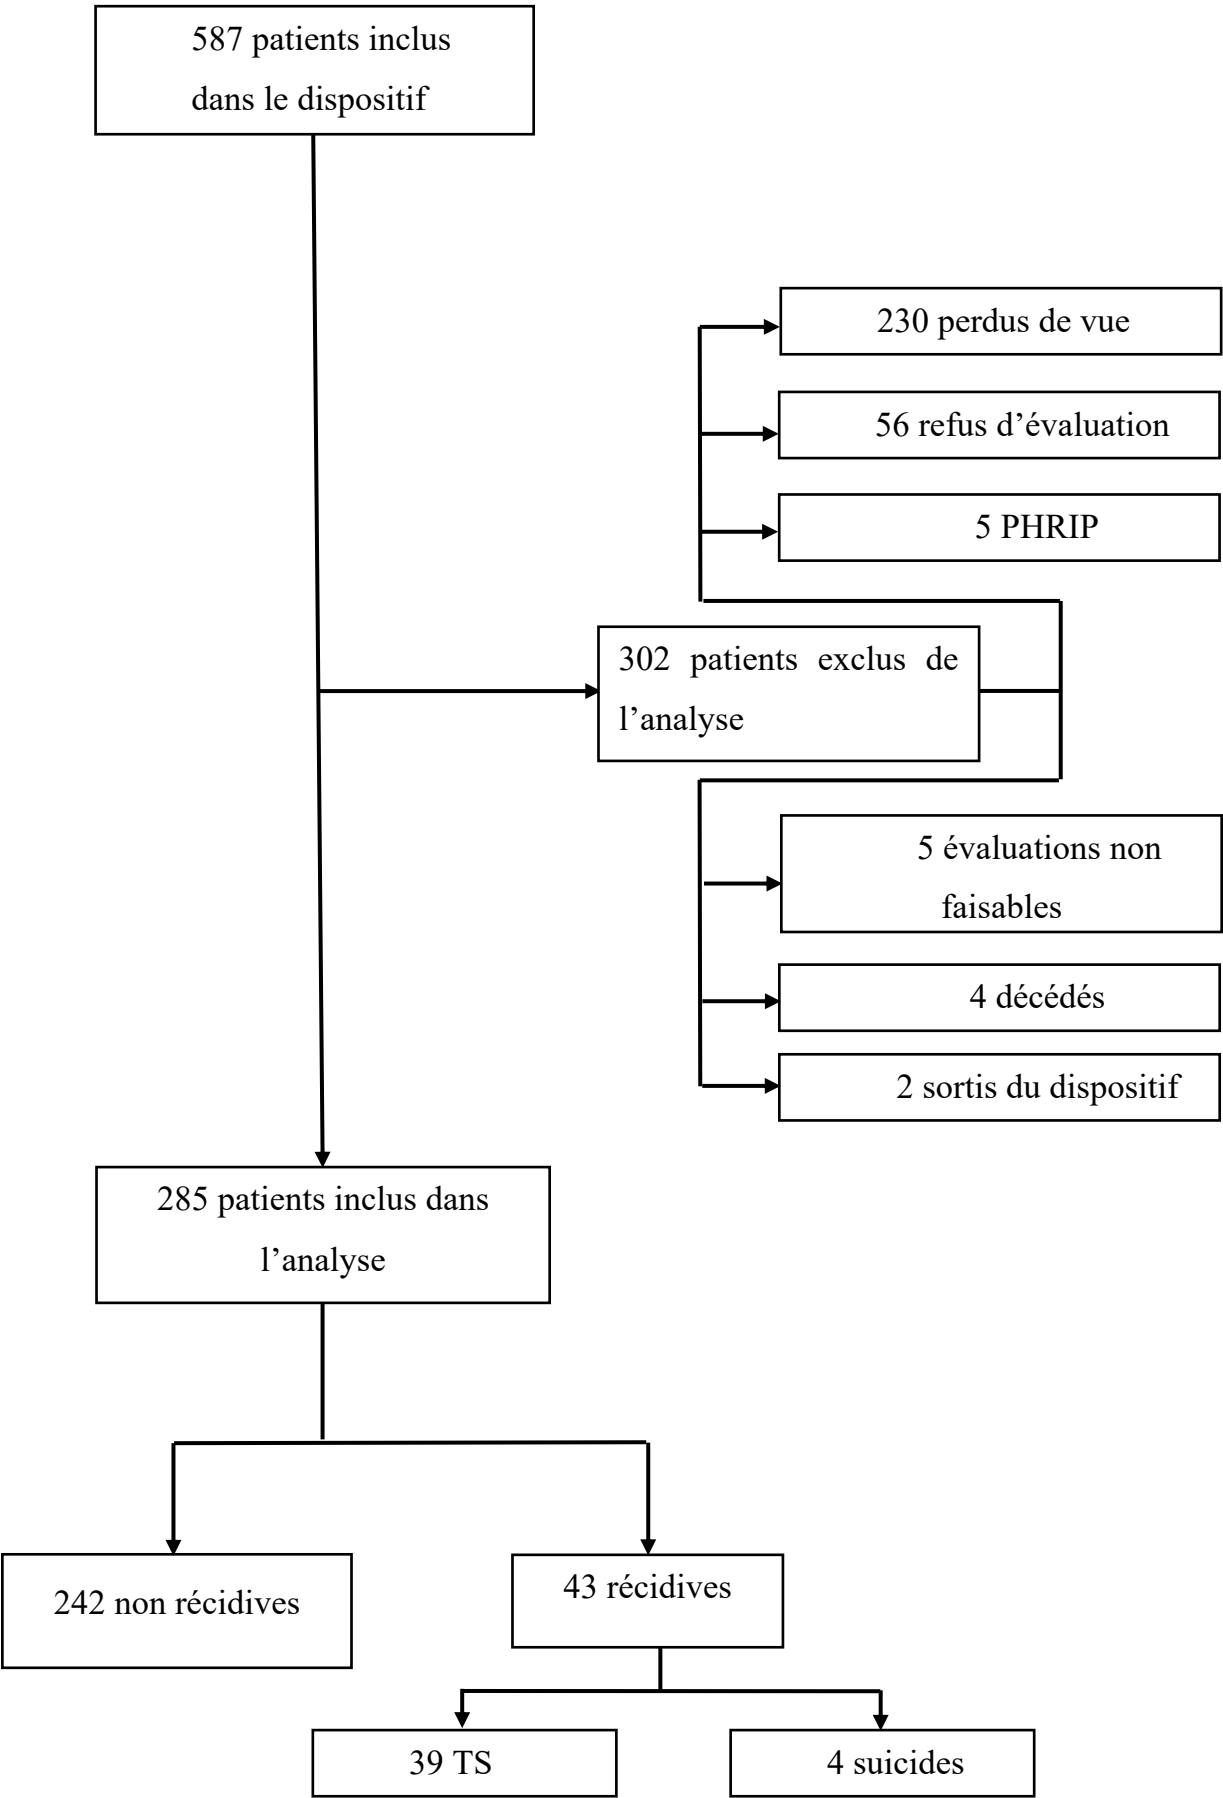 587 patients inclus
dans le dispositif
230 perdus de vue
56 refus d’évaluation
5 PHRIP
302 patients exclus de
l’analyse
5 évaluations non
faisables
4 décédés
2 sortis du dispositif
285 patients inclus dans
l’analyse
242 non récidives
43 récidives
39 TS
4 suicides